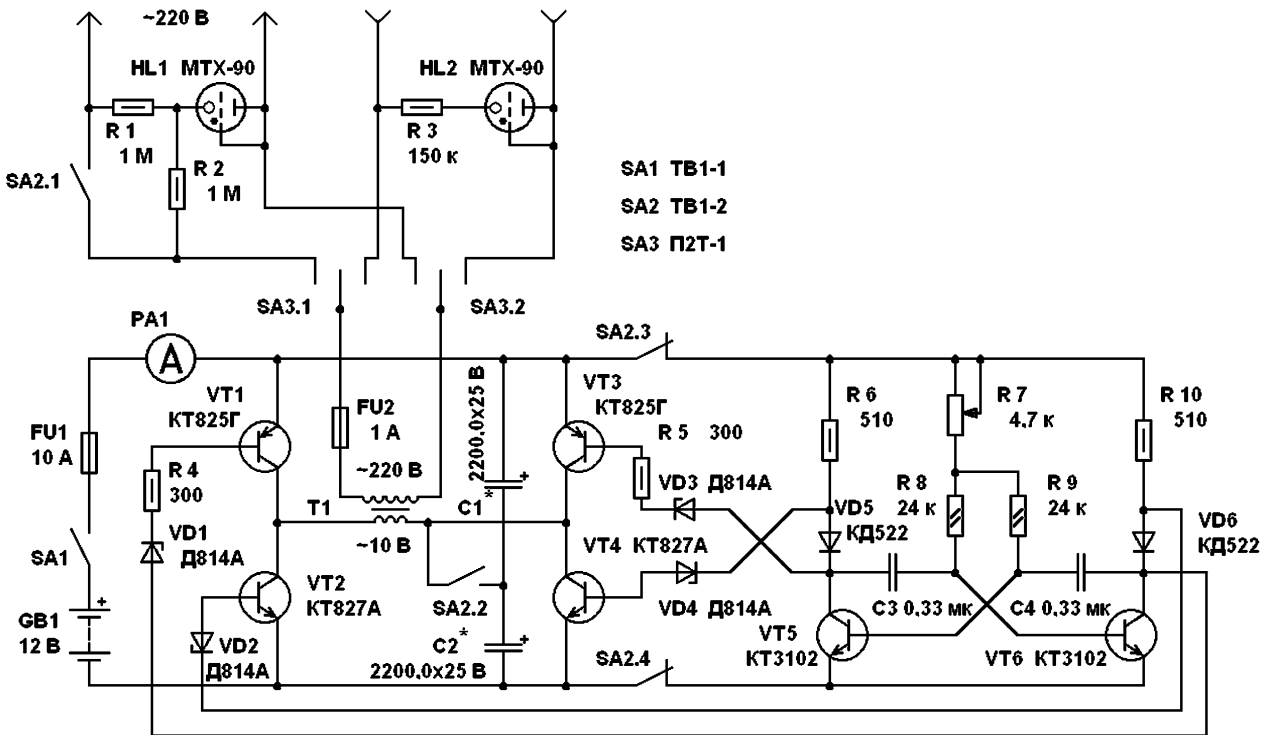 ~220 В
HL1 МТХ-90
HL2 МТХ-90
R 1
1 М
R 2
1 М
R 3
150 к
SA2.1
SA1 ТВ1-1
SA2 ТВ1-2
SA3 П2Т-1
SA3.1
SA3.2
PA1
A
SA2.3
VT1
КТ825Г
FU2
1 А
2200,0х25 В
VT3
КТ825Г
R 6
510
R 7
4,7 к
R 10
510
FU1
10 А
R 4
300
~220 В
R 5 300
VD3 Д814А
R 8
24 к
R 9
24 к
T1
C1
*
VD5
КД522
VD6
КД522
SA1
VD1
Д814А
~10 В
VT4 КТ827А
VT2
КТ827А
SA2.2
VD4 Д814А
C3 0,33 мк
C4 0,33 мк
GB1
12 В
+
+
+
VD2
Д814А
C2
*
2200,0х25 В
SA2.4
VT5
КТ3102
VT6 КТ3102